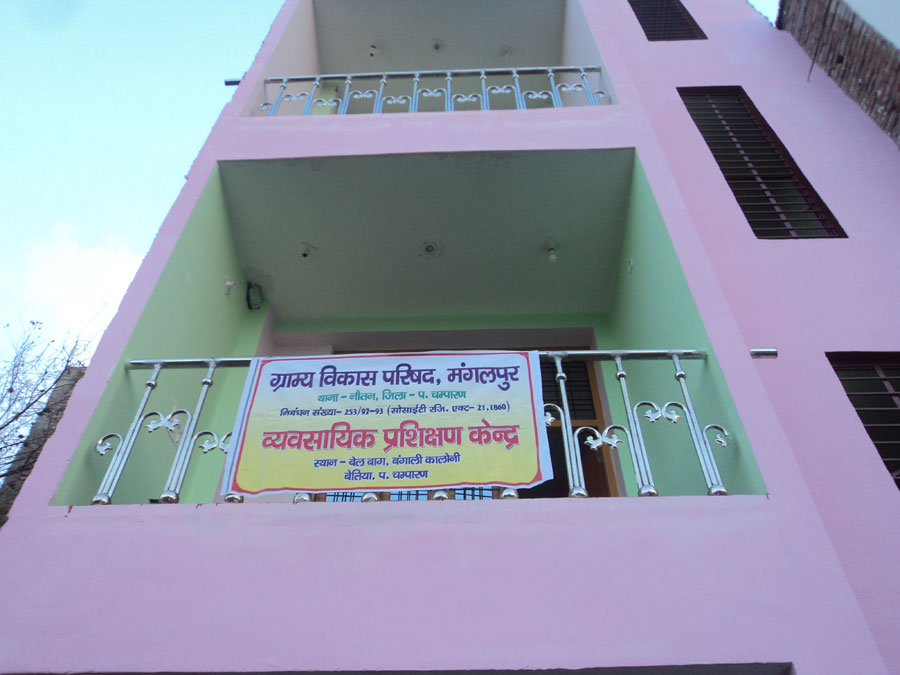 ग्राम्य विकास परिषद, मंगलपुर
थाना - नौतन, जिला - प. चम्पारण
निबंधन संख्या- 253/92-93 (सोसाईटी रजि. एक्ट- 21,1860)
व्यवसायिक प्रशिक्षण केन्द्र
स्थान - बेल बाग, बंगाली कालोनी
बेतिया, प. चम्पारण